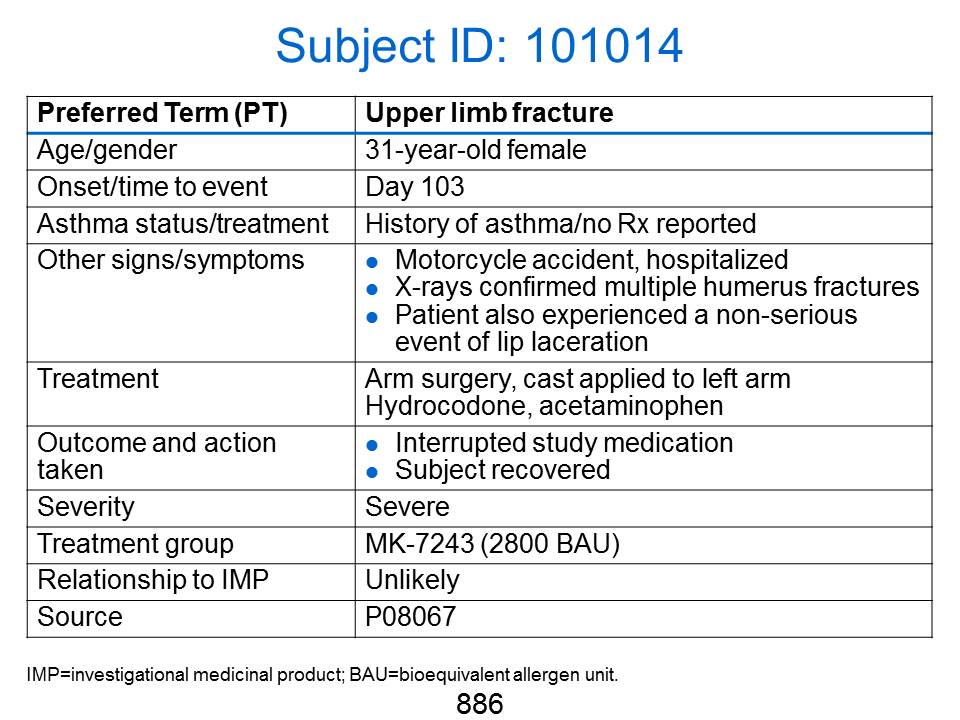 Subject ID: 101014
Preferred Term (PT) Upper limb fracture
Age/gender 31-year-old female
Onset/time to event Day 103
Asthma status/treatment History of asthma/no Rx reported
Other signs/symptoms ● Motorcycle accident, hospitalized
● X-rays confirmed multiple humerus fractures
● Patient also experienced a non-serious
event of lip laceration
Treatment Arm surgery, cast applied to left arm
Hydrocodone, acetaminophen
Outcome and action ● Interrupted study medication
taken ● Subject recovered
Severity Severe
Treatment group MK-7243 (2800 BAU)
Relationship to IMP Unlikely
Source P08067
IMP=investigational medicinal product; BAU=bioequivalent allergen unit.
886